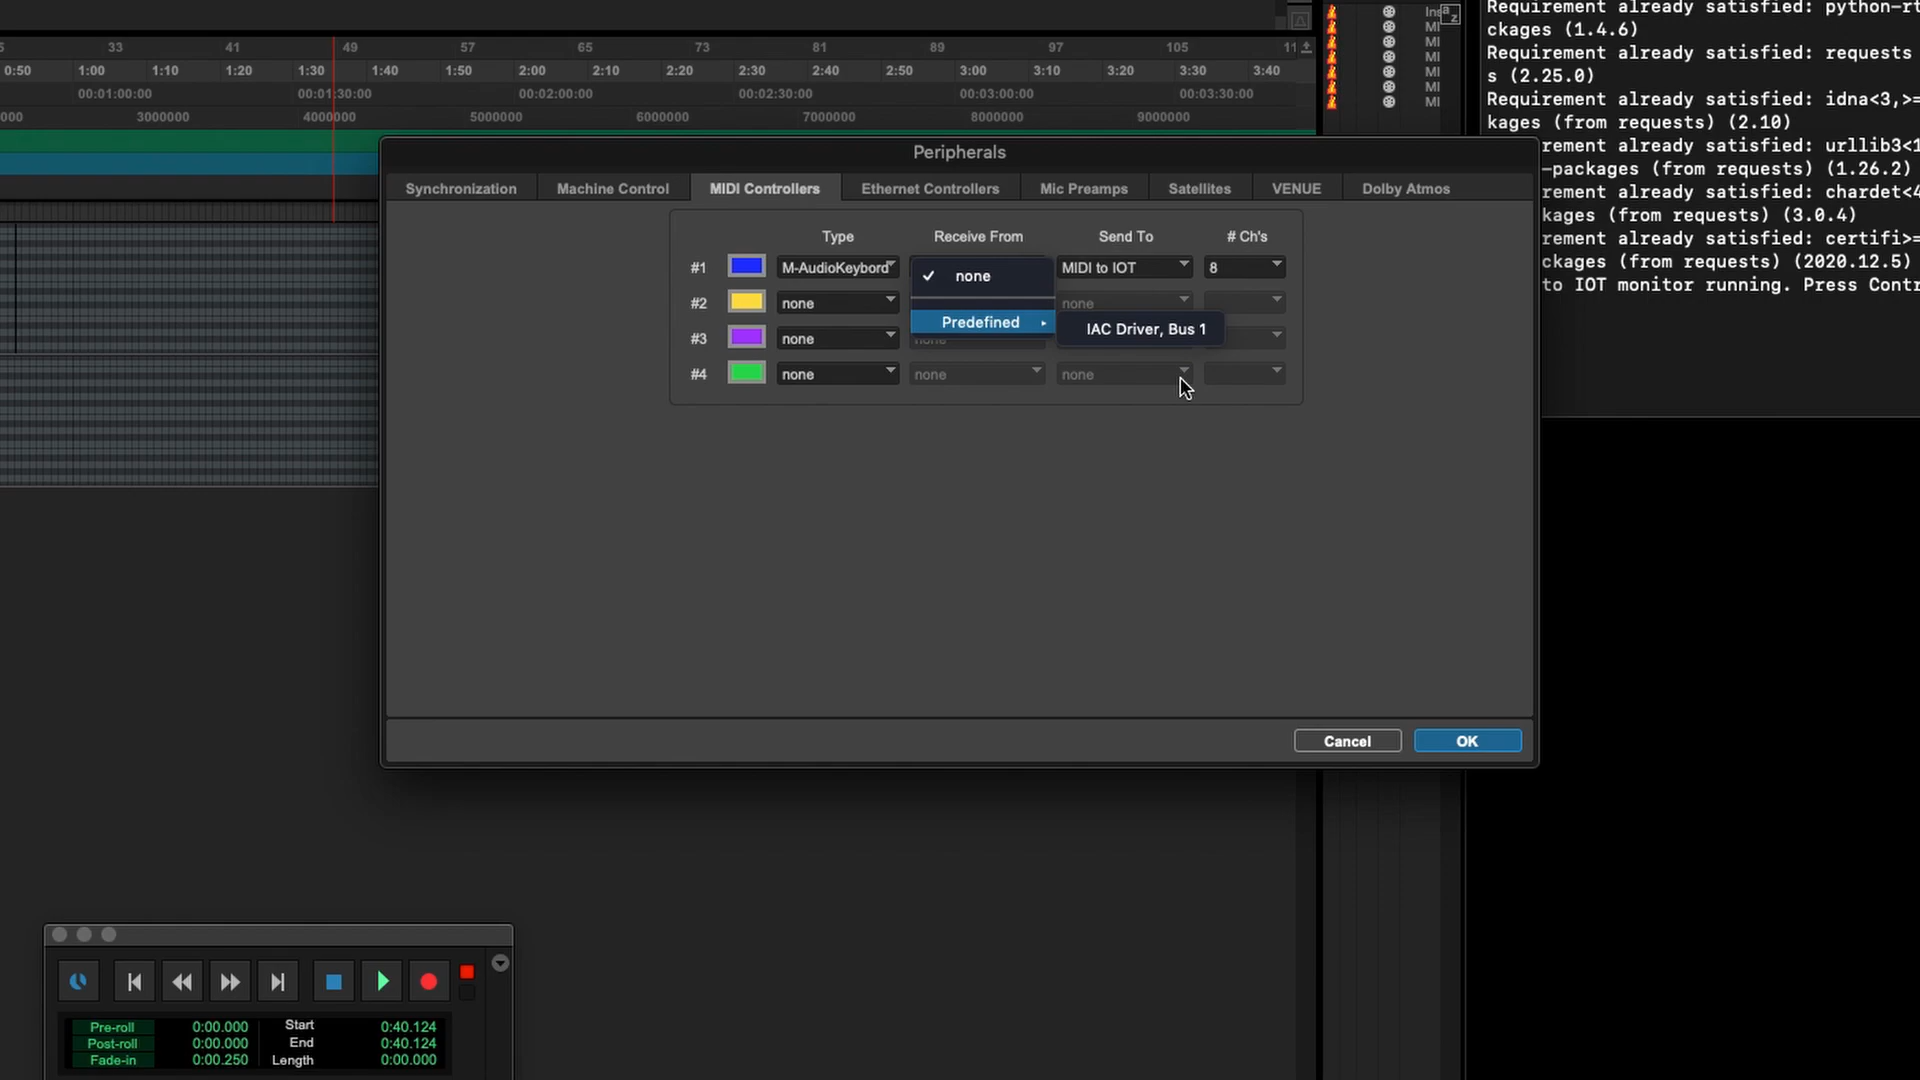 33 41 49 57 65 73 81 89 97 105
0:50 1:00 1:10 1:20 1:30 1:40 1:50 2:00 2:10 2:20 2:30 2:40 2:50 3:00 3:10 3:20 3:30 3:40
00:01:00:00 00:01:30:00 00:02:00:00 00:02:30:00 00:03:00:00 00:03:30:00
3000000 4000000 5000000 6000000 7000000 8000000 9000000
Ins
MI
MI
MI
MI
MI
MI
a z
Requirement already satisfied: python-rt
ckages (1.4.6)
Requirement already satisfied: requests
s (2.25.0)
Requirement already satisfied: idna<3,>=
kages (from requests) (2.10)
rement already satisfied: urllib3<1
-packages (from requests) (1.26.2)
rement already satisfied: chardet<4
kages (from requests) (3.0.4)
rement already satisfied: certifi>=
ckages (from requests) (2020.12.5)
to IOT monitor running. Press Contr
Peripherals
Synchronization Machine Control MIDI Controllers Ethernet Controllers Mic Preamps Satellites VENUE Dolby Atmos
Type Receive From Send To # Ch's
#1 M-AudioKeybord ✓ none MIDI to IOT 8
#2 none none
Predefined ▸ IAC Driver, Bus 1
#3 none none
#4 none none none
Cancel OK
Pre-roll 0:00.000 Start 0:40.124
Post-roll 0:00.000 End 0:40.124
Fade-in 0:00.250 Length 0:00.000